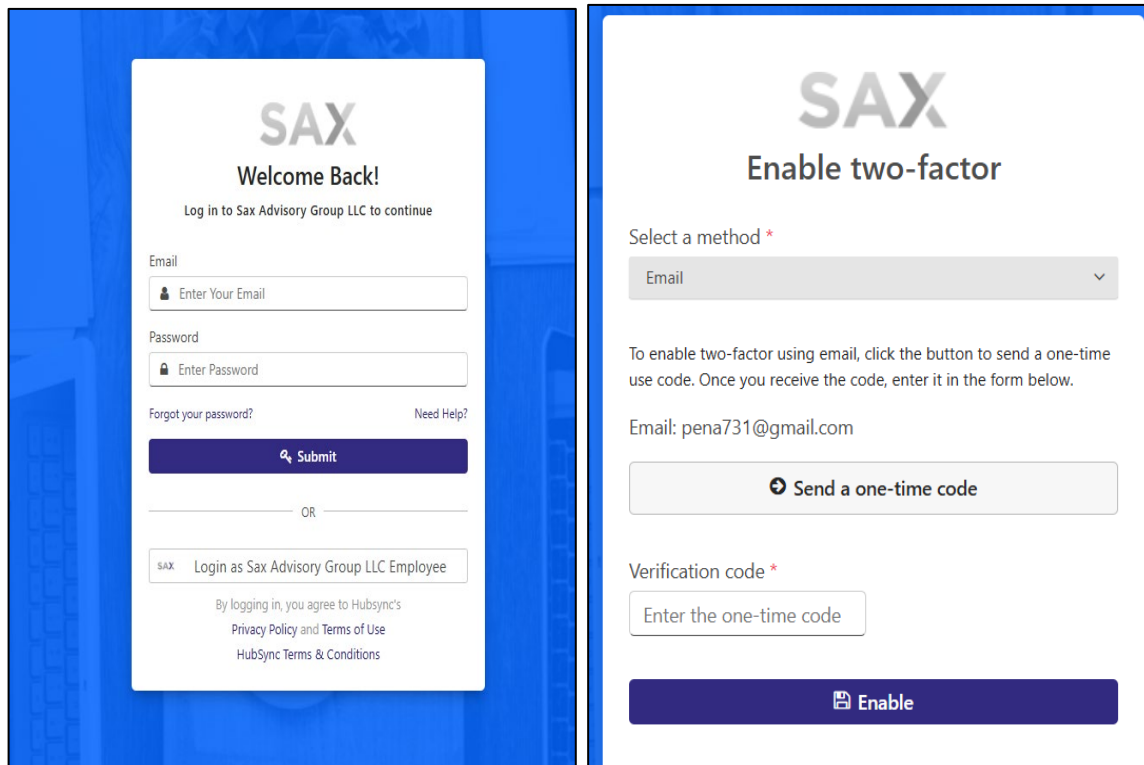 SAX
Welcome Back!
Log in to Sax Advisory Group LLC to continue
Email
Enter Your Email
Password
Enter Password
Forgot your password?
Need Help?
Submit
OR
SAX Login as Sax Advisory Group LLC Employee
By logging in, you agree to Hubsync's
Privacy Policy and Terms of Use
HubSync Terms & Conditions
SAX
Enable two-factor
Select a method *
Email
To enable two-factor using email, click the button to send a one-time
use code. Once you receive the code, enter it in the form below.
Email: pena731@gmail.com
Send a one-time code
Verification code *
Enter the one-time code
Enable